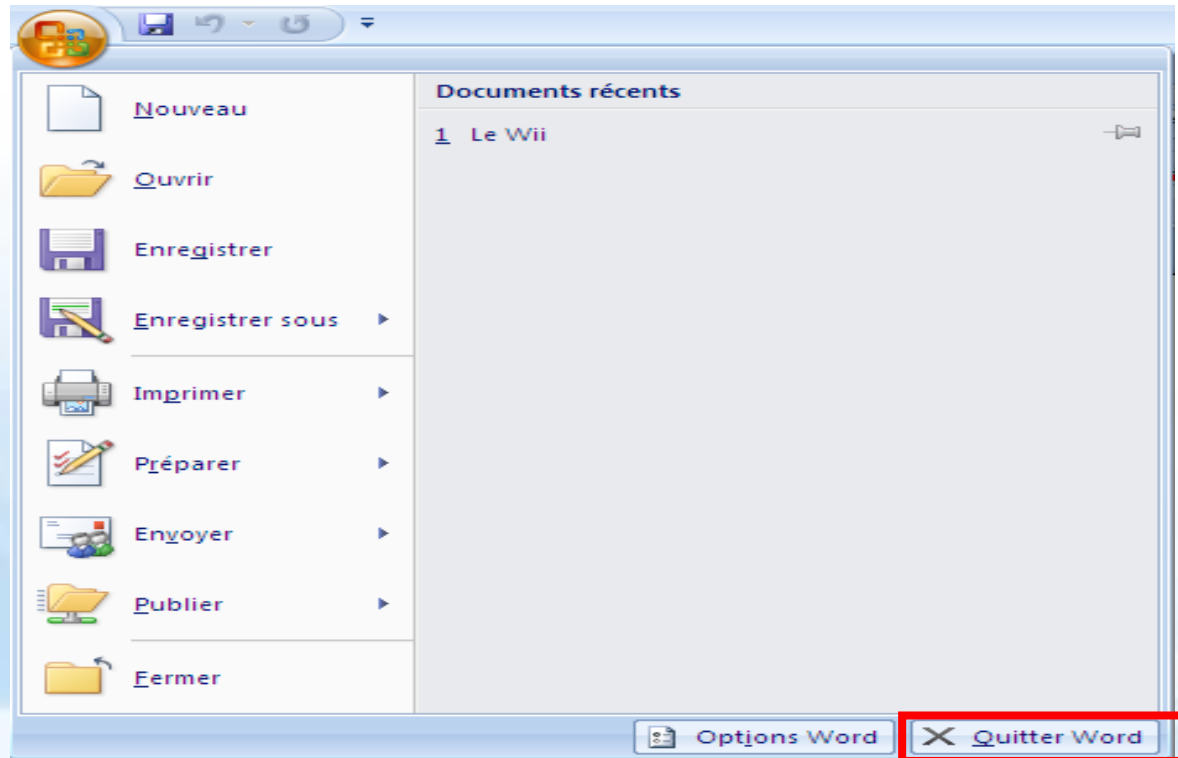 Nouveau
Ouvrir
Enregistrer
Enregistrer sous
Imprimer
Préparer
Envoyer
Publier
Fermer
Documents récents
1 Le Wii
Options Word
Quitter Word